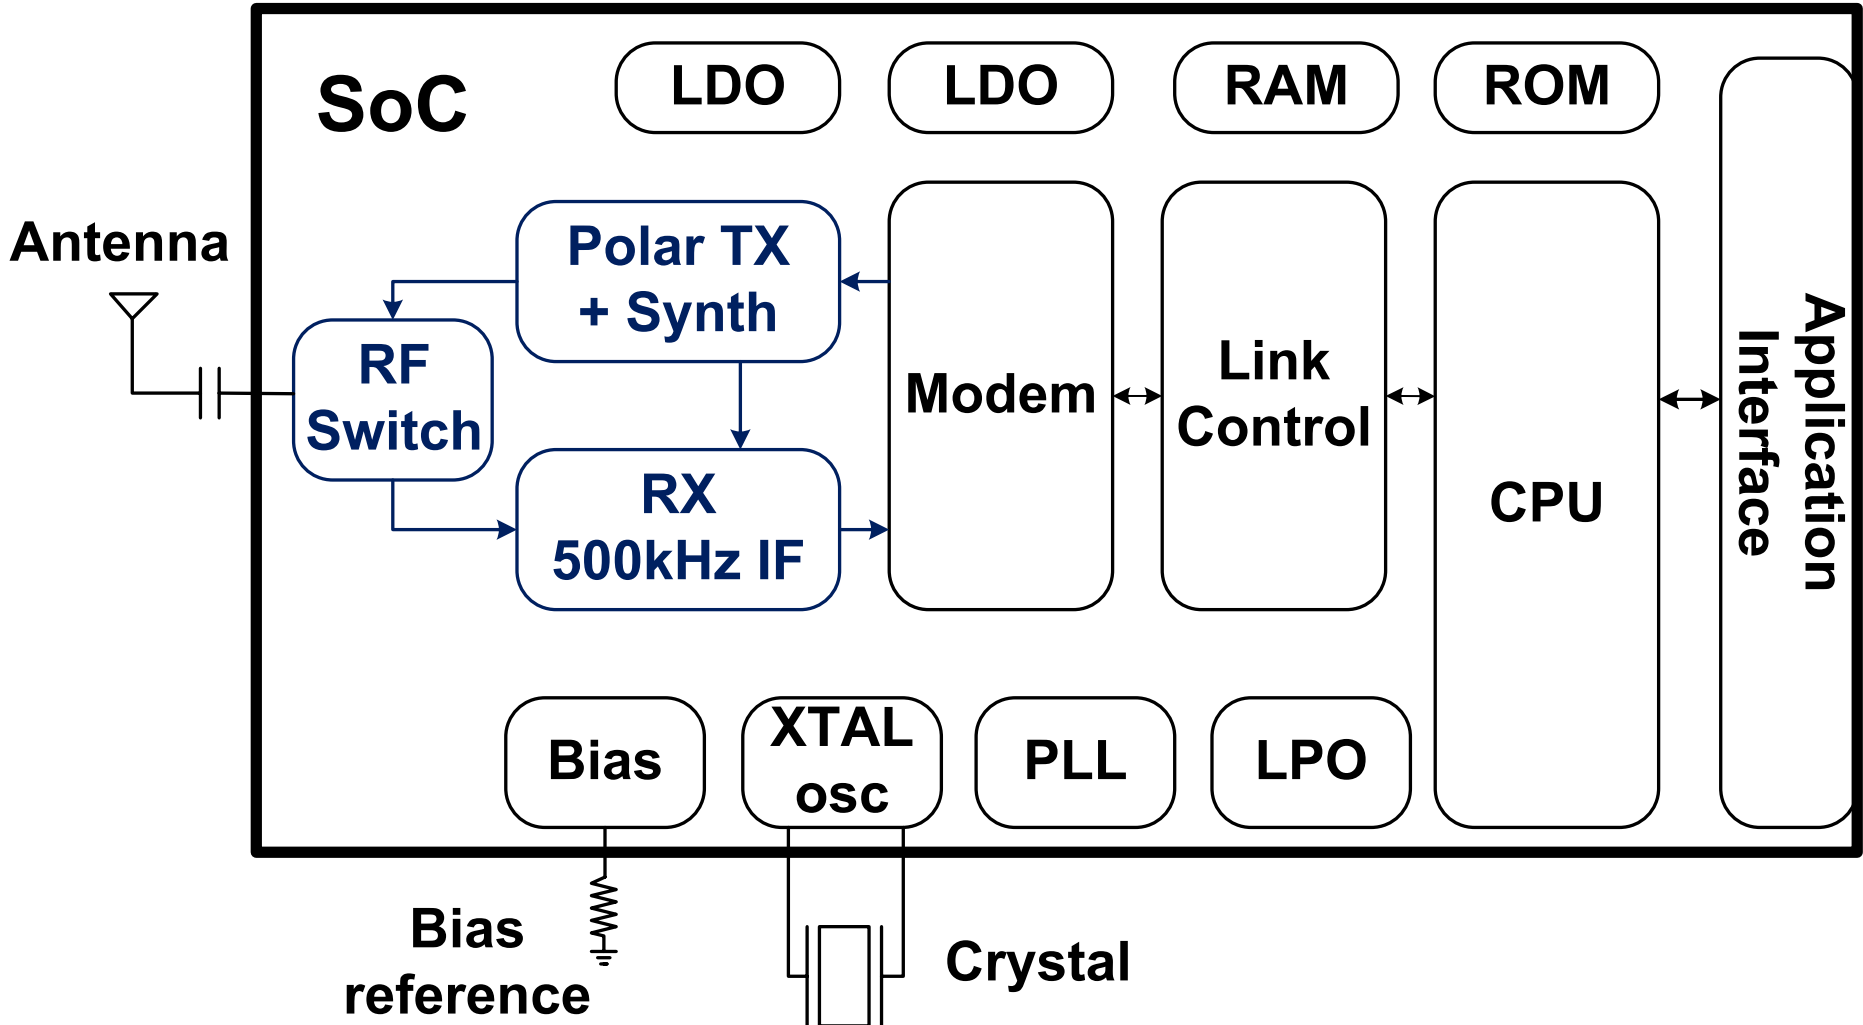 SoC
LDO
LDO
RAM
ROM
Antenna
Polar TX
+ Synth
RF
Switch
RX
500kHz IF
Modem
Link
Control
CPU
Application
Interface
Bias
XTAL
osc
PLL
LPO
Bias
reference
Crystal